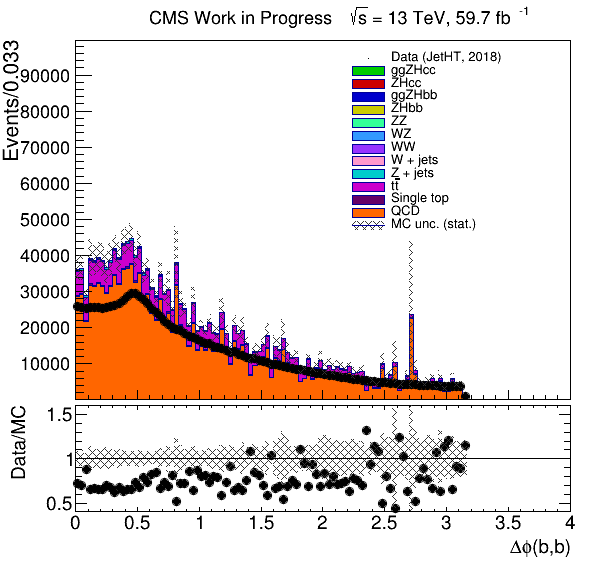 CMS Work in Progress √s = 13 TeV, 59.7 fb⁻¹
Events/0.033
90000
80000
70000
60000
50000
40000
30000
20000
10000
Data (JetHT, 2018)
ggZHcc
ZHcc
ggZHbb
ZHbb
ZZ
WZ
WW
W + jets
Z + jets
tt̅
Single top
QCD
MC unc. (stat.)
Data/MC
1.5
1
0.5
0 0.5 1 1.5 2 2.5 3 3.5 4
Δϕ(b,b)